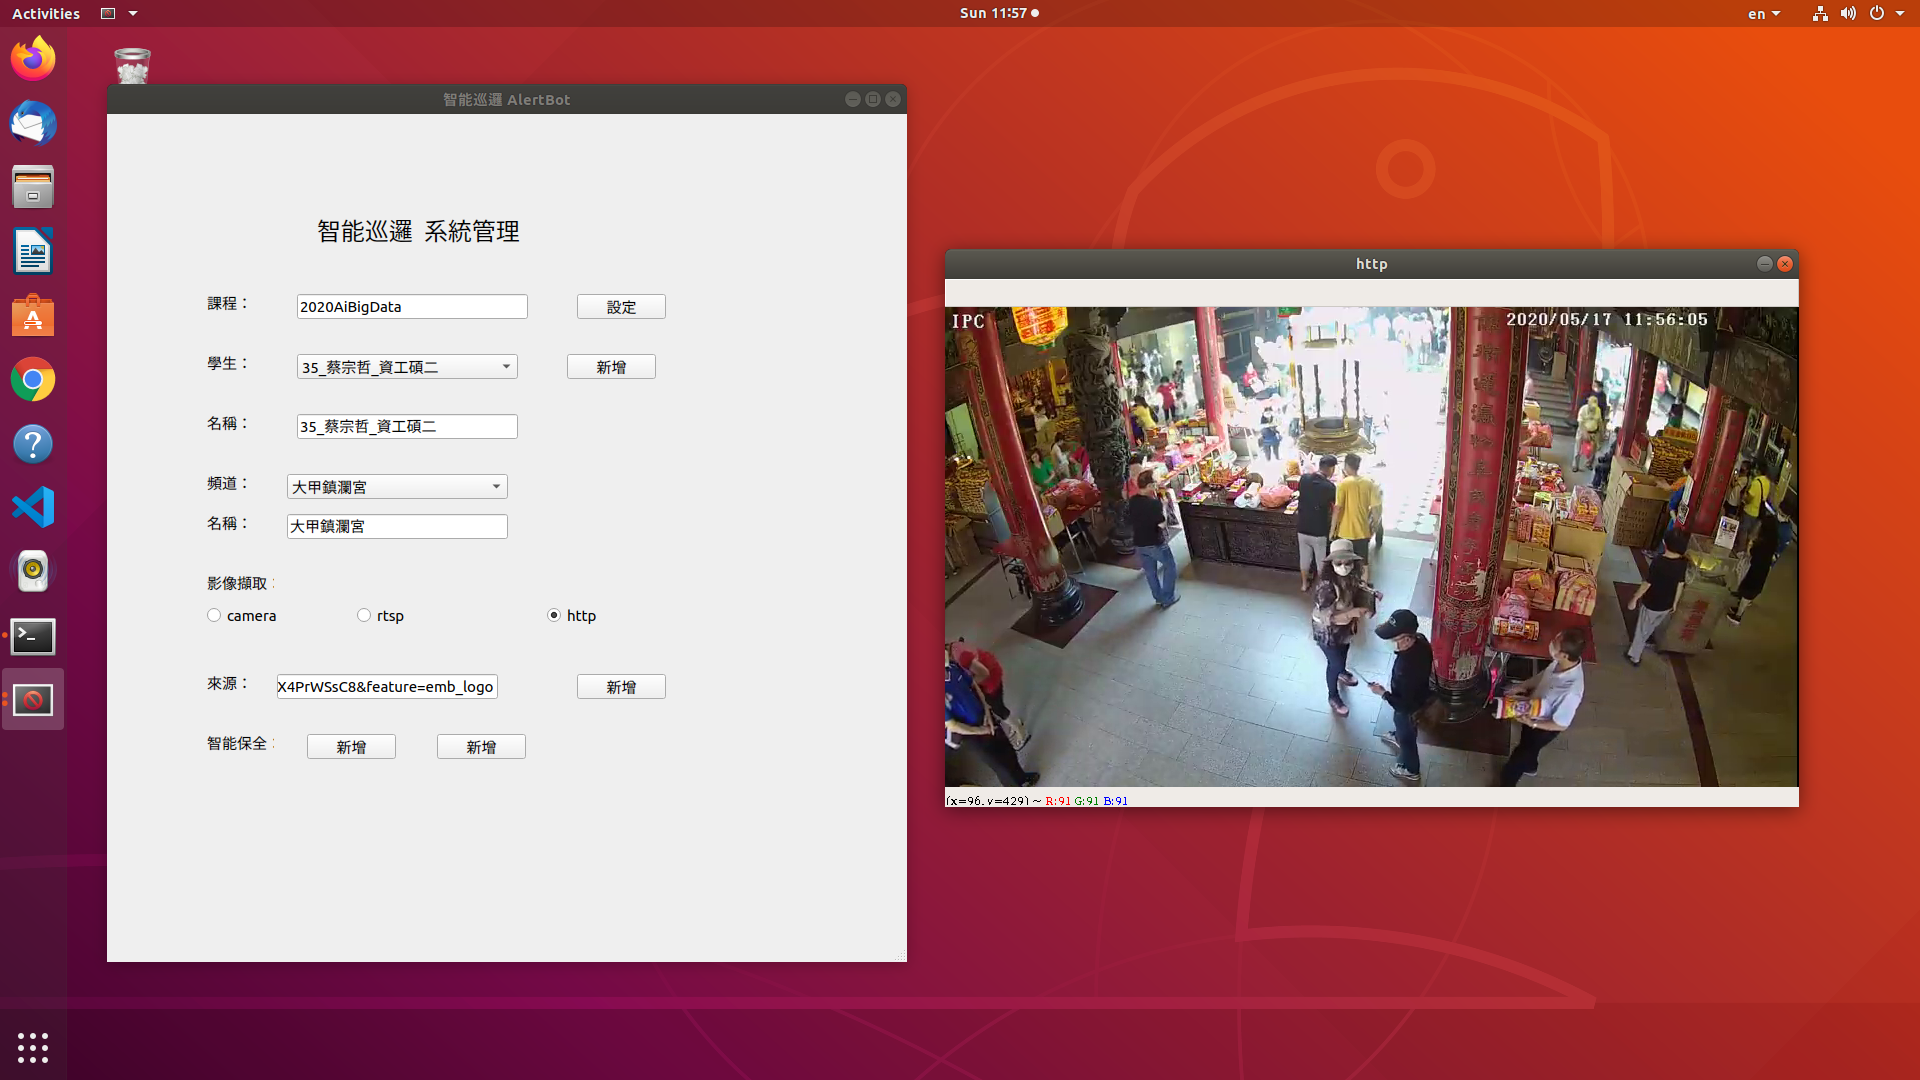 Activities
Sun 11:57
en
智能巡邏 AlertBot
智能巡邏 系統管理
課程：
2020AiBigData
設定
學生：
35_蔡宗哲_資工碩二
新增
名稱：
35_蔡宗哲_資工碩二
頻道：
大甲鎮瀾宮
名稱：
大甲鎮瀾宮
影像擷取：
camera
rtsp
http
來源：
X4PrWSsC8&feature=emb_logo
新增
智能保全：
新增
新增
http
IPC
2020/05/17 11:56:05
(x=96, y=429) ~ R:91 G:91 B:91